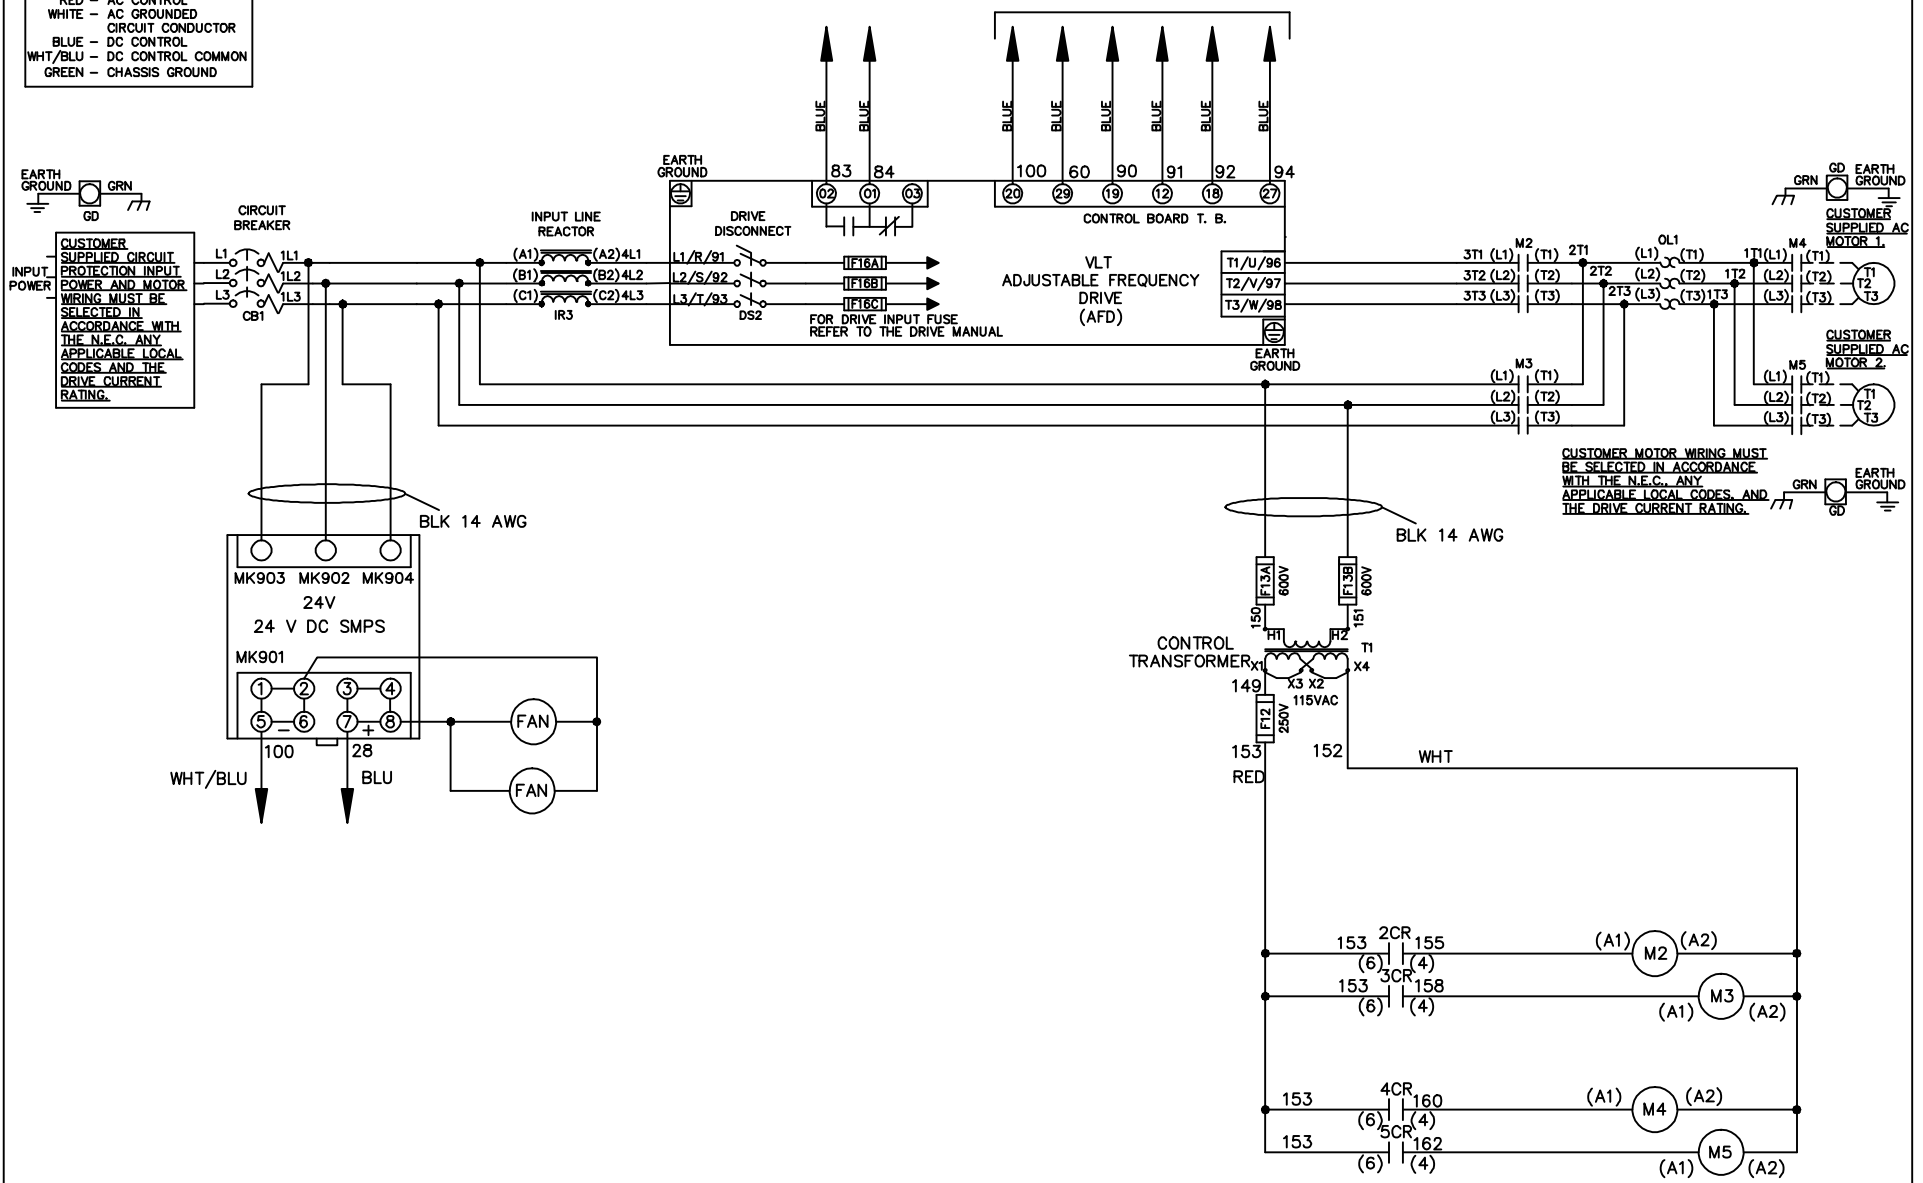 RED – AC CONTROL
WHITE – AC GROUNDED
CIRCUIT CONDUCTOR
BLUE – DC CONTROL
WHT/BLU – DC CONTROL COMMON
GREEN – CHASSIS GROUND
BLUE
BLUE
BLUE
BLUE
BLUE
BLUE
BLUE
BLUE
EARTH
GROUND
GRN
GD
EARTH
GROUND
83
84
02
01
03
100
60
90
91
92
94
20
29
19
12
18
27
CONTROL BOARD T. B.
GD
EARTH
GROUND
GRN
CUSTOMER
SUPPLIED AC
MOTOR 1.
INPUT
POWER
CUSTOMER
SUPPLIED CIRCUIT
PROTECTION INPUT
POWER AND MOTOR
WIRING MUST BE
SELECTED IN
ACCORDANCE WITH
THE N.E.C. ANY
APPLICABLE LOCAL
CODES AND THE
DRIVE CURRENT
RATING.
CIRCUIT
BREAKER
L1
1L1
L2
1L2
L3
1L3
CB1
INPUT LINE
REACTOR
(A1)
(A2)
4L1
(B1)
(B2)
4L2
(C1)
(C2)
4L3
IR3
DRIVE
DISCONNECT
L1/R/91
L2/S/92
L3/T/93
DS2
F16A
F16B
F16C
FOR DRIVE INPUT FUSE
REFER TO THE DRIVE MANUAL
VLT
ADJUSTABLE FREQUENCY
DRIVE
(AFD)
T1/U/96
T2/V/97
T3/W/98
EARTH
GROUND
M2
3T1 (L1) (T1) 2T1
3T2 (L2) (T2) 2T2
3T3 (L3) (T3) 2T3
OL1
(L1) (T1) 1T1
(L2) (T2) 1T2
(L3) (T3) 1T3
M4
(L1) (T1)
(L2) (T2)
(L3) (T3)
T1
T2
T3
M3
(L1) (T1)
(L2) (T2)
(L3) (T3)
CUSTOMER
SUPPLIED AC
MOTOR 2.
M5
(L1) (T1)
(L2) (T2)
(L3) (T3)
T1
T2
T3
CUSTOMER MOTOR WIRING MUST
BE SELECTED IN ACCORDANCE
WITH THE N.E.C., ANY
APPLICABLE LOCAL CODES, AND
THE DRIVE CURRENT RATING.
GRN
GD
EARTH
GROUND
BLK 14 AWG
MK903 MK902 MK904
24V
24 V DC SMPS
MK901
1
2
3
4
5
6
7
8
–
+
100
28
WHT/BLU
BLU
FAN
FAN
BLK 14 AWG
F13A
600V
F13B
600V
150
151
H1
H2
T1
CONTROL
TRANSFORMER
X1
X4
X3 X2
115VAC
149
F12
250V
153
RED
152
WHT
153 2CR 155
(6) (4)
(A1) M2 (A2)
153 3CR 158
(6) (4)
(A1) M3 (A2)
153 4CR 160
(6) (4)
(A1) M4 (A2)
153 5CR 162
(6) (4)
(A1) M5 (A2)